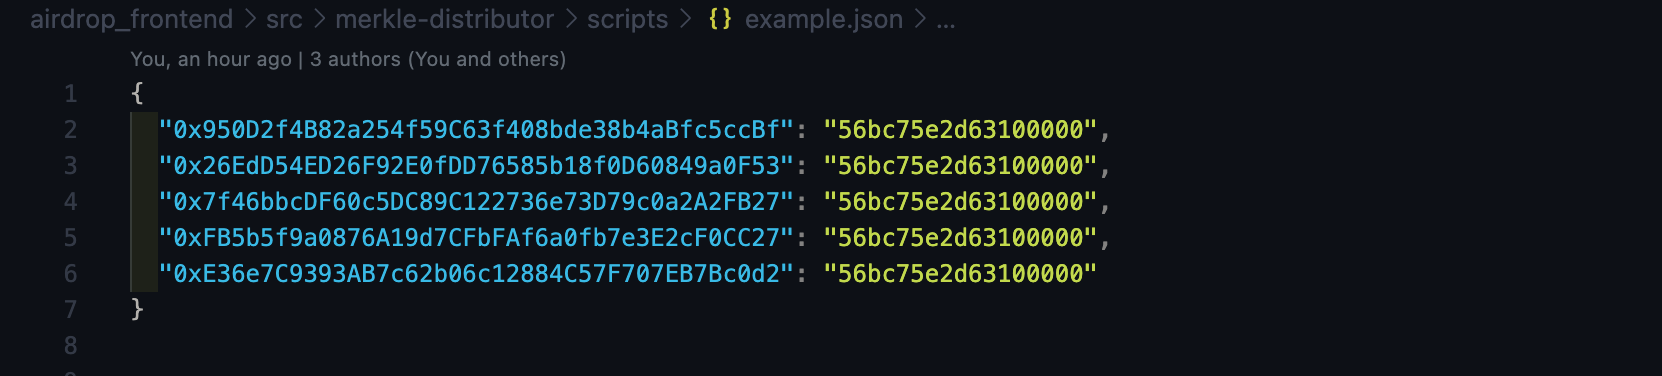 airdrop_frontend > src > merkle-distributor > scripts > {} example.json > ...
You, an hour ago | 3 authors (You and others)
1 {
2 "0x950D2f4B82a254f59C63f408bde38b4aBfc5ccBf": "56bc75e2d63100000",
3 "0x26EdD54ED26F92E0fDD76585b18f0D60849a0F53": "56bc75e2d63100000",
4 "0x7f46bbcDF60c5DC89C122736e73D79c0a2A2FB27": "56bc75e2d63100000",
5 "0xFB5b5f9a0876A19d7CFbFAf6a0fb7e3E2cF0CC27": "56bc75e2d63100000",
6 "0xE36e7C9393AB7c62b06c12884C57F707EB7Bc0d2": "56bc75e2d63100000"
7 }
8